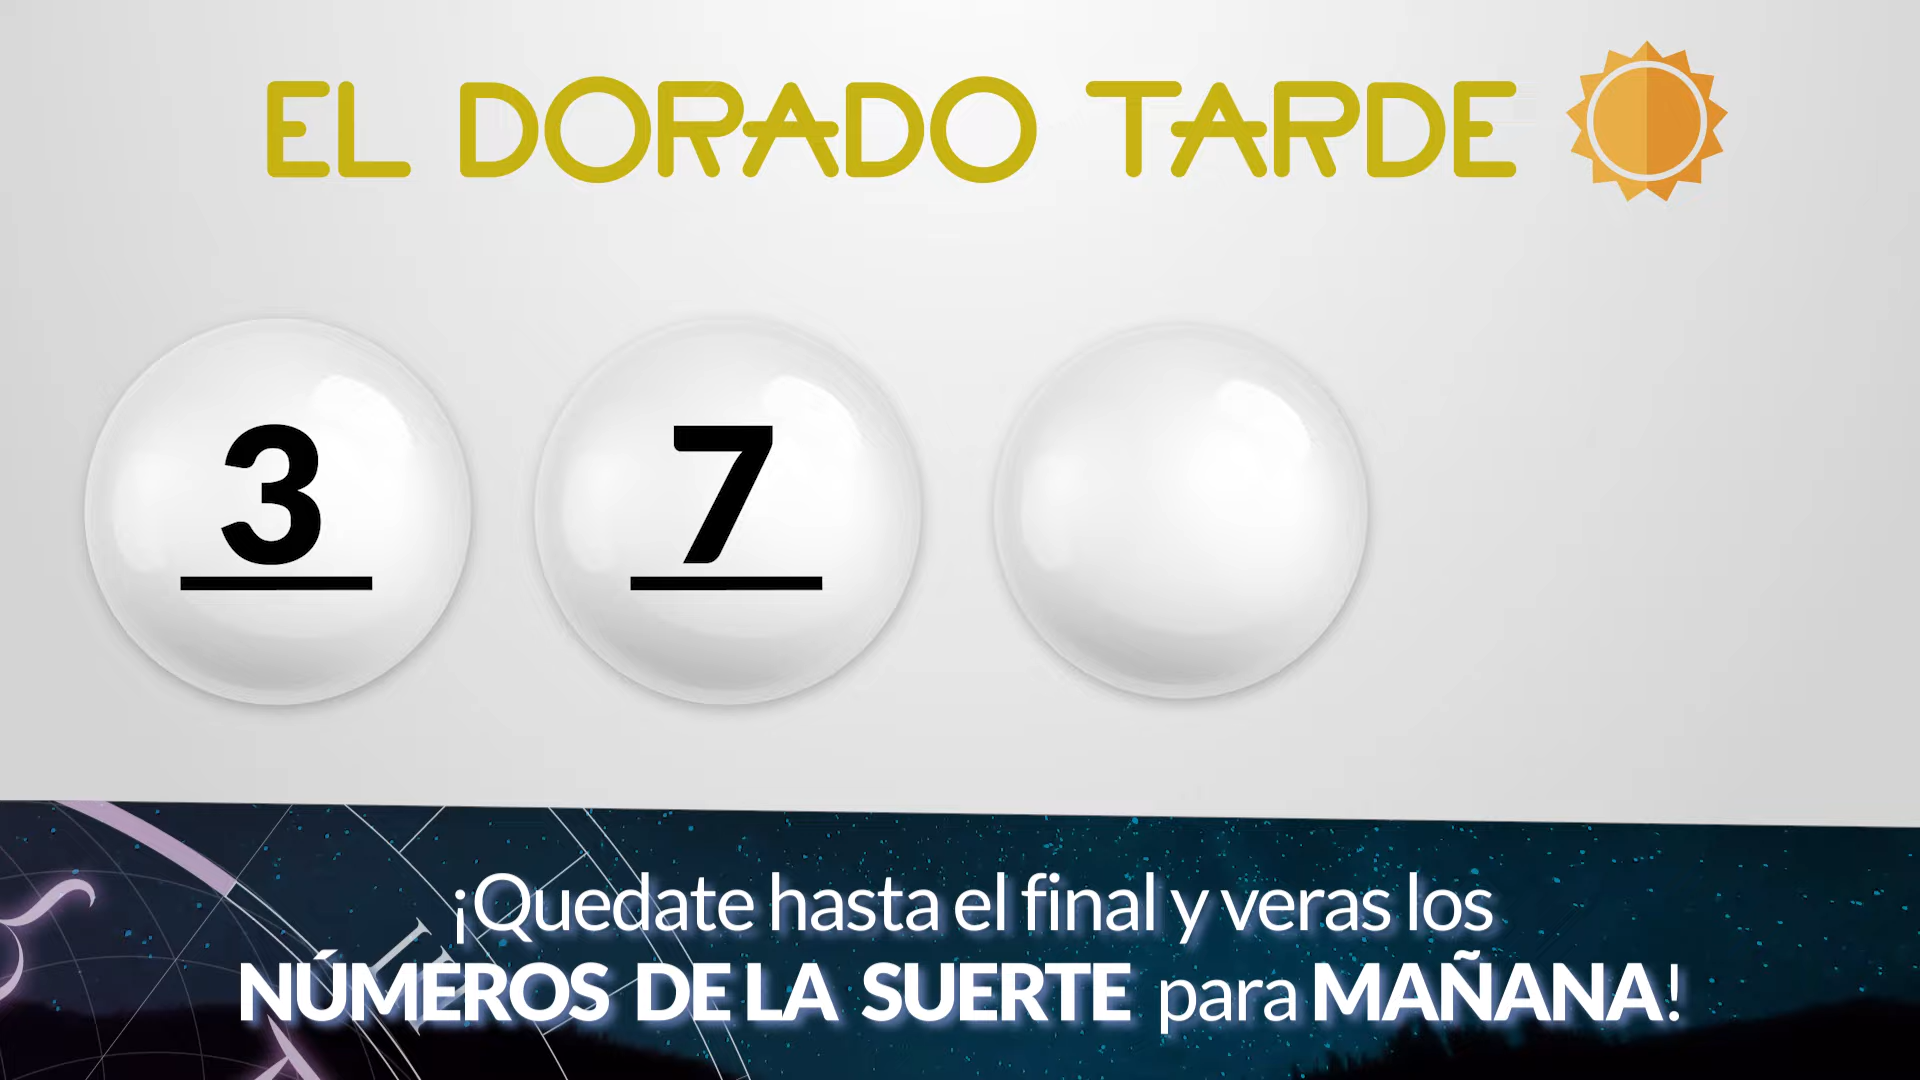 EL DORADO TARDE
3 7
¡Quedate hasta el final y veras los
NÚMEROS DE LA SUERTE para MAÑANA!